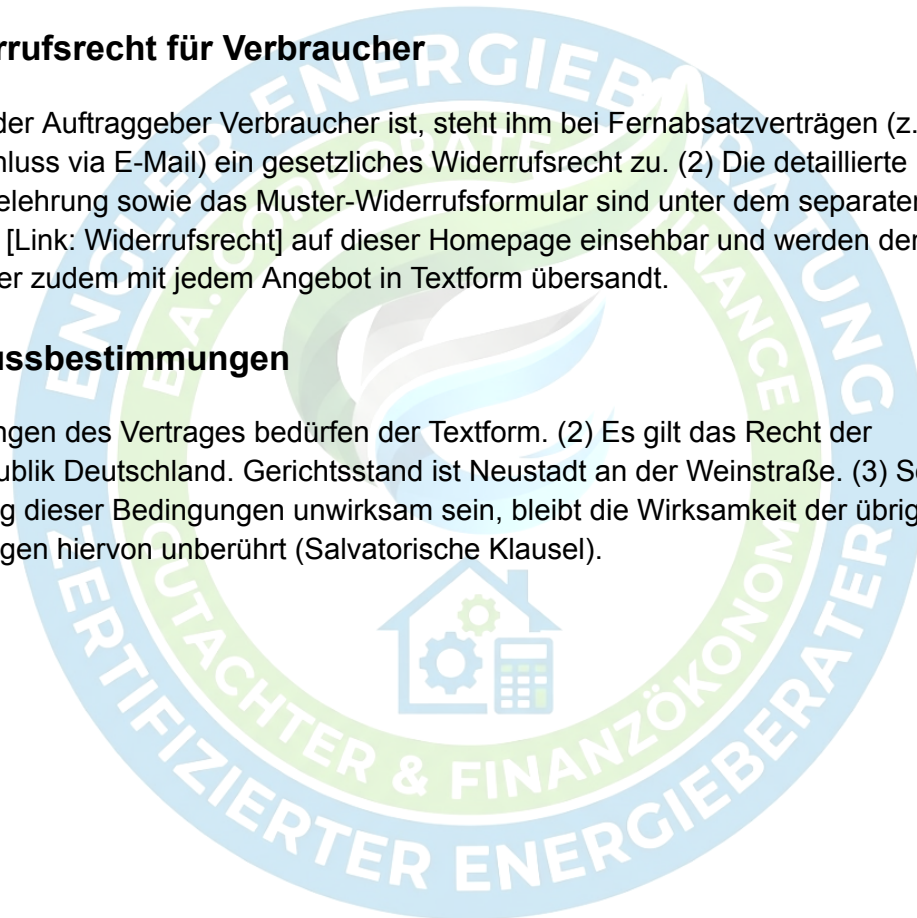 rrufsrecht für Verbraucher
der Auftraggeber Verbraucher ist, steht ihm bei Fernabsatzverträgen (z.
hluss via E-Mail) ein gesetzliches Widerrufsrecht zu. (2) Die detaillierte
elehrung sowie das Muster-Widerrufsformular sind unter dem separaten
[Link: Widerrufsrecht] auf dieser Homepage einsehbar und werden dem
er zudem mit jedem Angebot in Textform übersandt.
ussbestimmungen
ngen des Vertrages bedürfen der Textform. (2) Es gilt das Recht der
ublik Deutschland. Gerichtsstand ist Neustadt an der Weinstraße. (3) So
g dieser Bedingungen unwirksam sein, bleibt die Wirksamkeit der übrig
gen hiervon unberührt (Salvatorische Klausel).
ENGLER ENERGIEBERATUNG
B.A. CORPORATE FINANCE
GUTACHTER & FINANZÖKONOM
ZERTIFIZIERTER ENERGIEBERATER